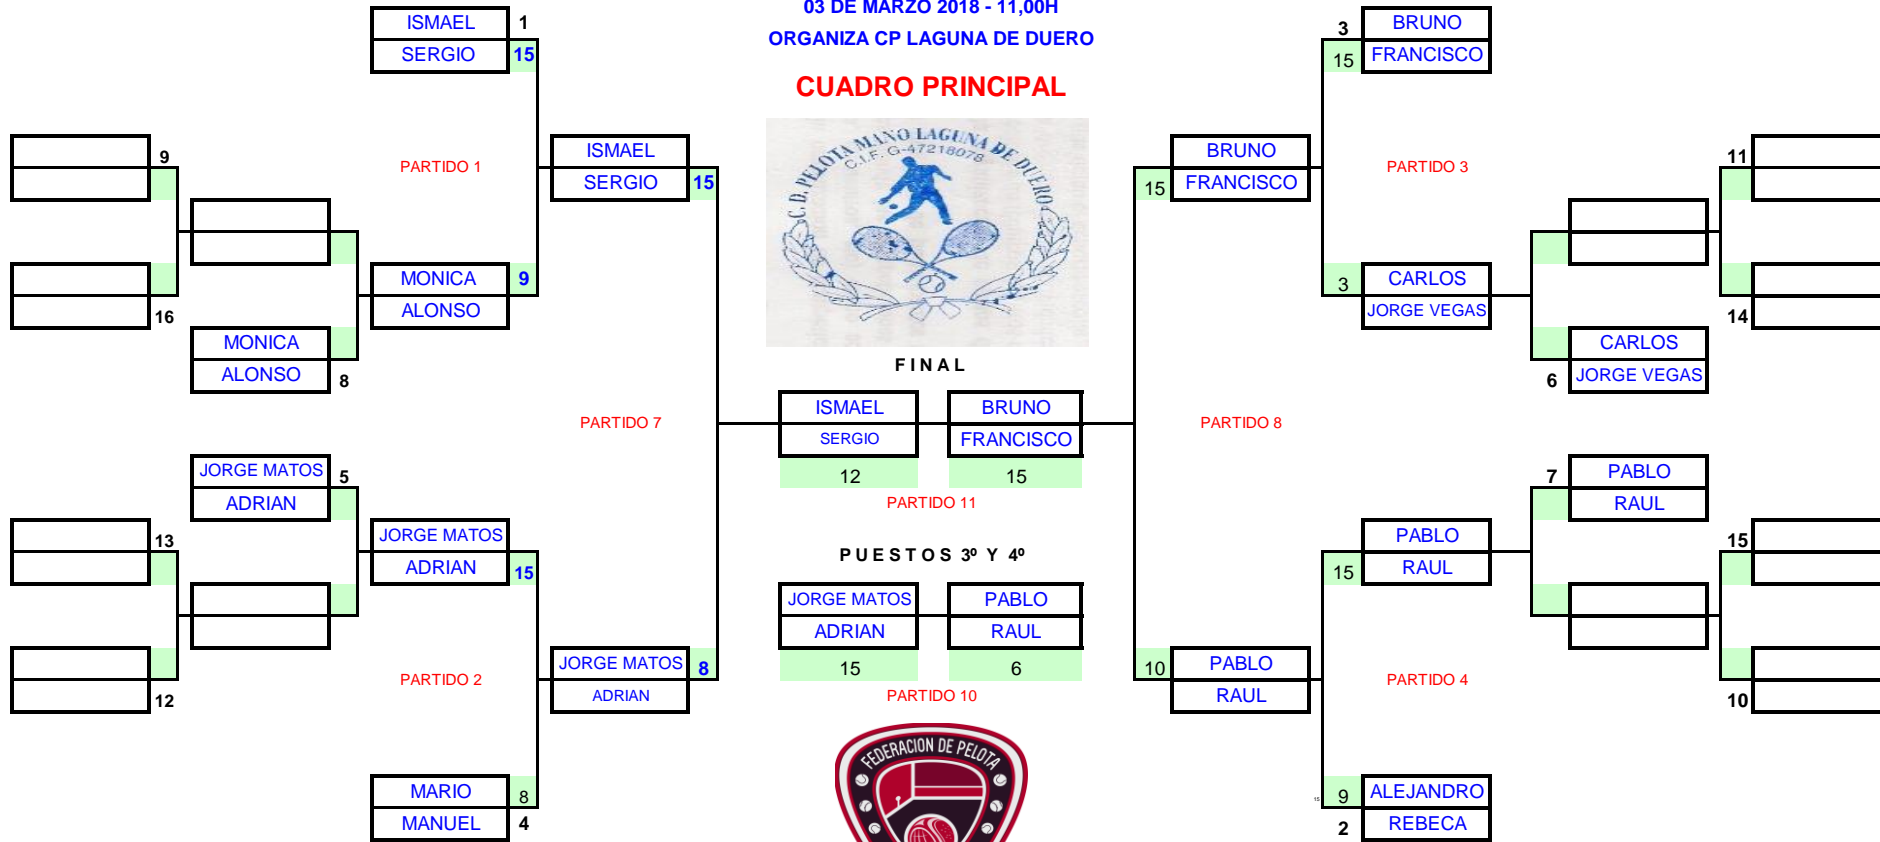 03 DE MARZO 2018 - 11,00H
ORGANIZA CP LAGUNA DE DUERO
CUADRO PRINCIPAL
C.D. PELOTA MANO LAGUNA DE DUERO
C.I.F. G-47218078
ISMAEL 1
SERGIO 15
PARTIDO 1
9
16
MONICA 9
ALONSO
MONICA
ALONSO 8
ISMAEL
SERGIO 15
PARTIDO 7
JORGE MATOS 5
ADRIAN
13
12
JORGE MATOS
ADRIAN 15
PARTIDO 2
JORGE MATOS 8
ADRIAN
MARIO 8
MANUEL 4
FINAL
ISMAEL BRUNO
SERGIO FRANCISCO
12 15
PARTIDO 11
PUESTOS 3º Y 4º
JORGE MATOS PABLO
ADRIAN RAUL
15 6
PARTIDO 10
FEDERACION DE PELOTA
3 BRUNO
15 FRANCISCO
BRUNO
15 FRANCISCO
PARTIDO 3
11
14
3 CARLOS
JORGE VEGAS
CARLOS
6 JORGE VEGAS
PARTIDO 8
7 PABLO
RAUL
PABLO
15 RAUL
15
10
10 PABLO
RAUL
PARTIDO 4
9 ALEJANDRO
2 REBECA